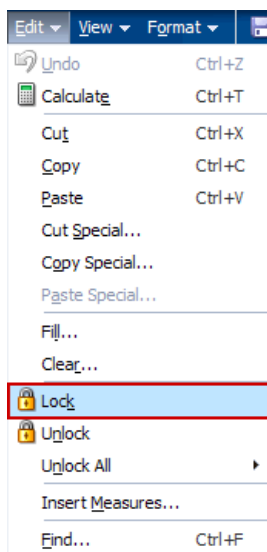 Edit View Format
Undo Ctrl+Z
Calculate Ctrl+T
Cut Ctrl+X
Copy Ctrl+C
Paste Ctrl+V
Cut Special...
Copy Special...
Paste Special...
Fill...
Clear...
Lock
Unlock
Unlock All
Insert Measures...
Find... Ctrl+F